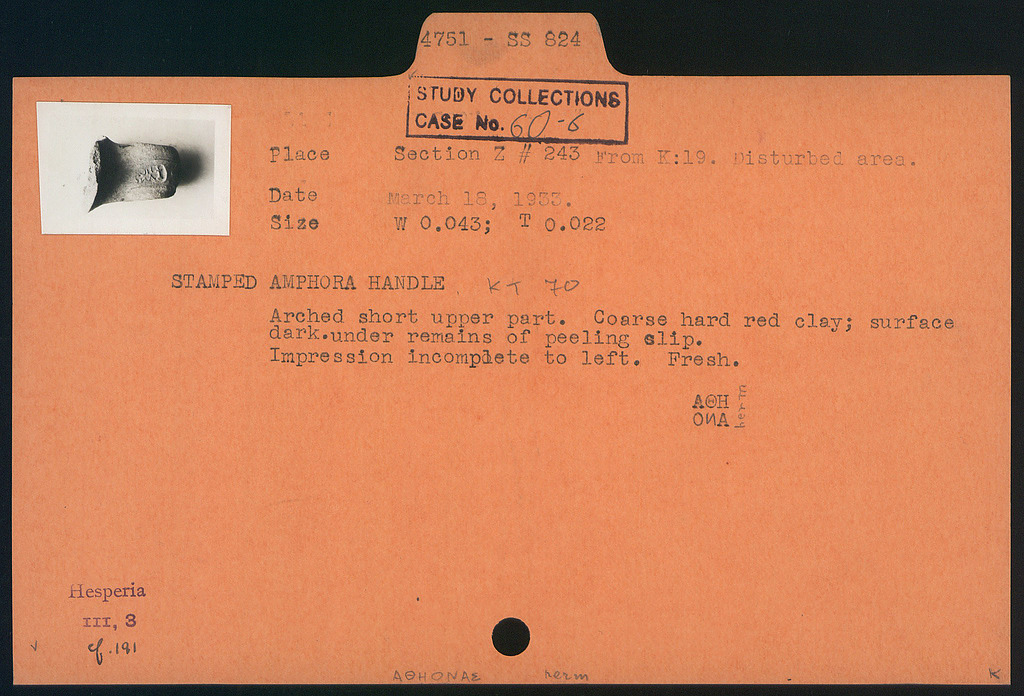 4751 - SS 824
STUDY COLLECTIONS
CASE No. 60-6
Place Section Z # 243 From K:19. Disturbed area.
Date March 18, 1933.
Size W 0.043; T 0.022
STAMPED AMPHORA HANDLE KT 70
Arched short upper part. Coarse hard red clay; surface
dark.under remains of peeling slip.
Impression incomplete to left. Fresh.
ΑΘΗ
ΟИΑ
herm
Hesperia
III, 3
cf. 191
v
ΑΘΗΟΝΑΣ herm
K